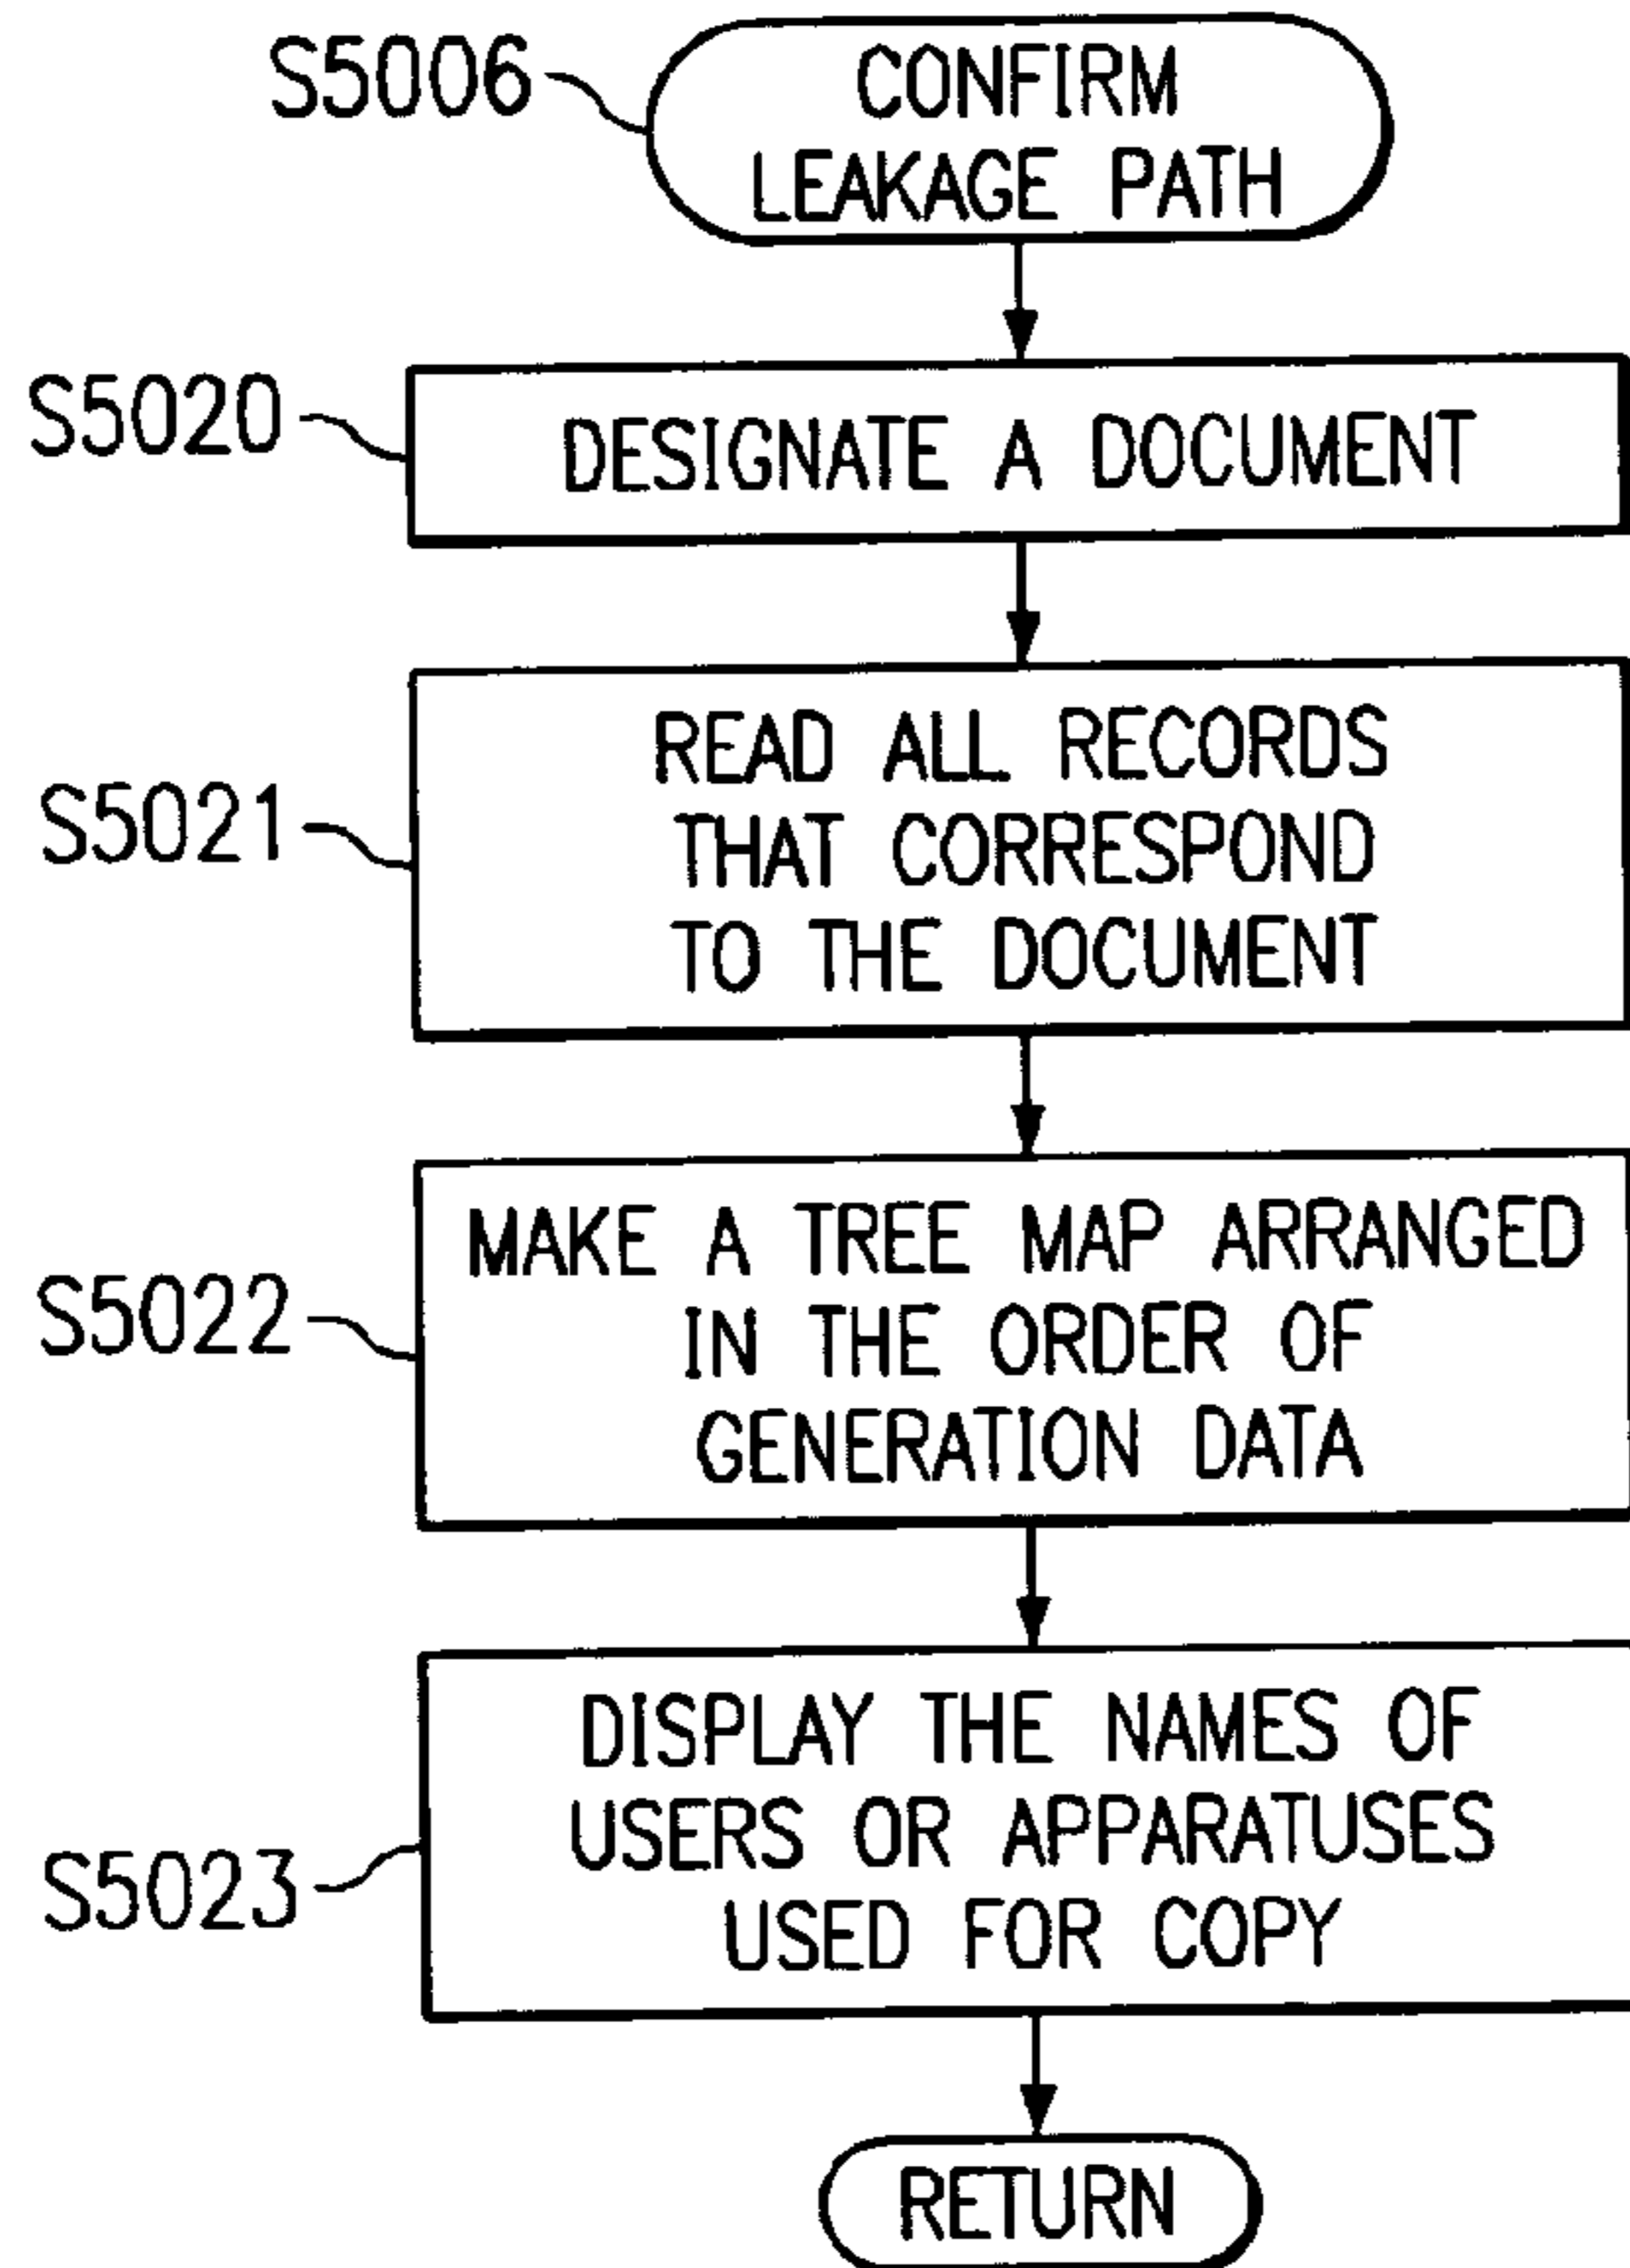 S5006
CONFIRM
LEAKAGE PATH
S5020
DESIGNATE A DOCUMENT
S5021
READ ALL RECORDS
THAT CORRESPOND
TO THE DOCUMENT
S5022
MAKE A TREE MAP ARRANGED
IN THE ORDER OF
GENERATION DATA
S5023
DISPLAY THE NAMES OF
USERS OR APPARATUSES
USED FOR COPY
RETURN